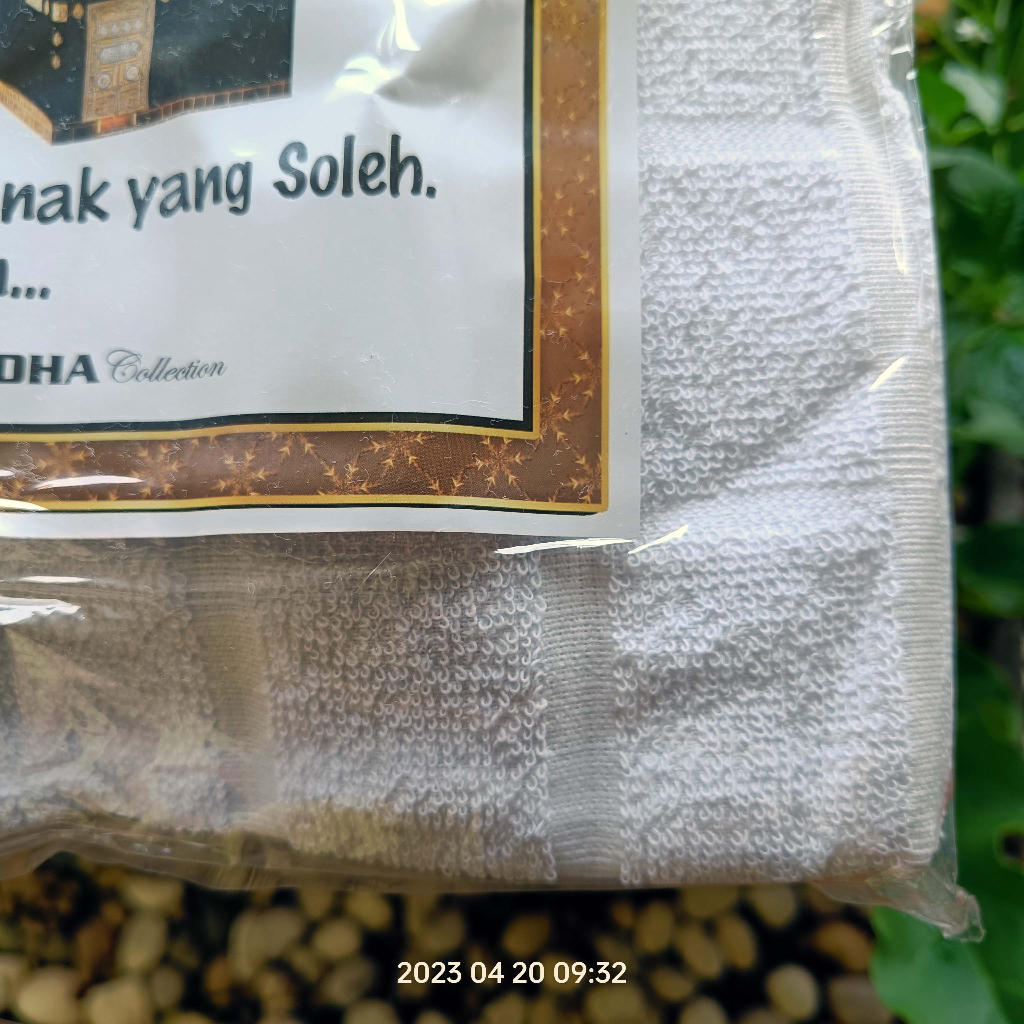 nak yang Soleh.
...
DHA Collection
2023 04 20 09:32